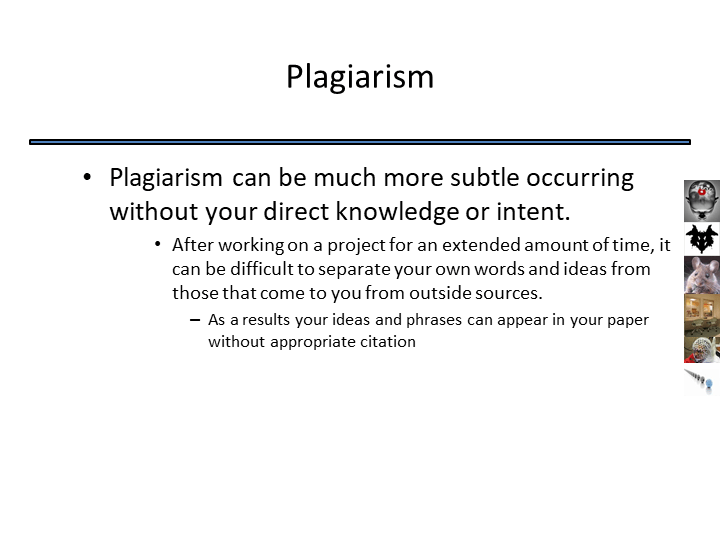 Plagiarism
• Plagiarism can be much more subtle occurring
without your direct knowledge or intent.
• After working on a project for an extended amount of time, it
can be difficult to separate your own words and ideas from
those that come to you from outside sources.
– As a results your ideas and phrases can appear in your paper
without appropriate citation